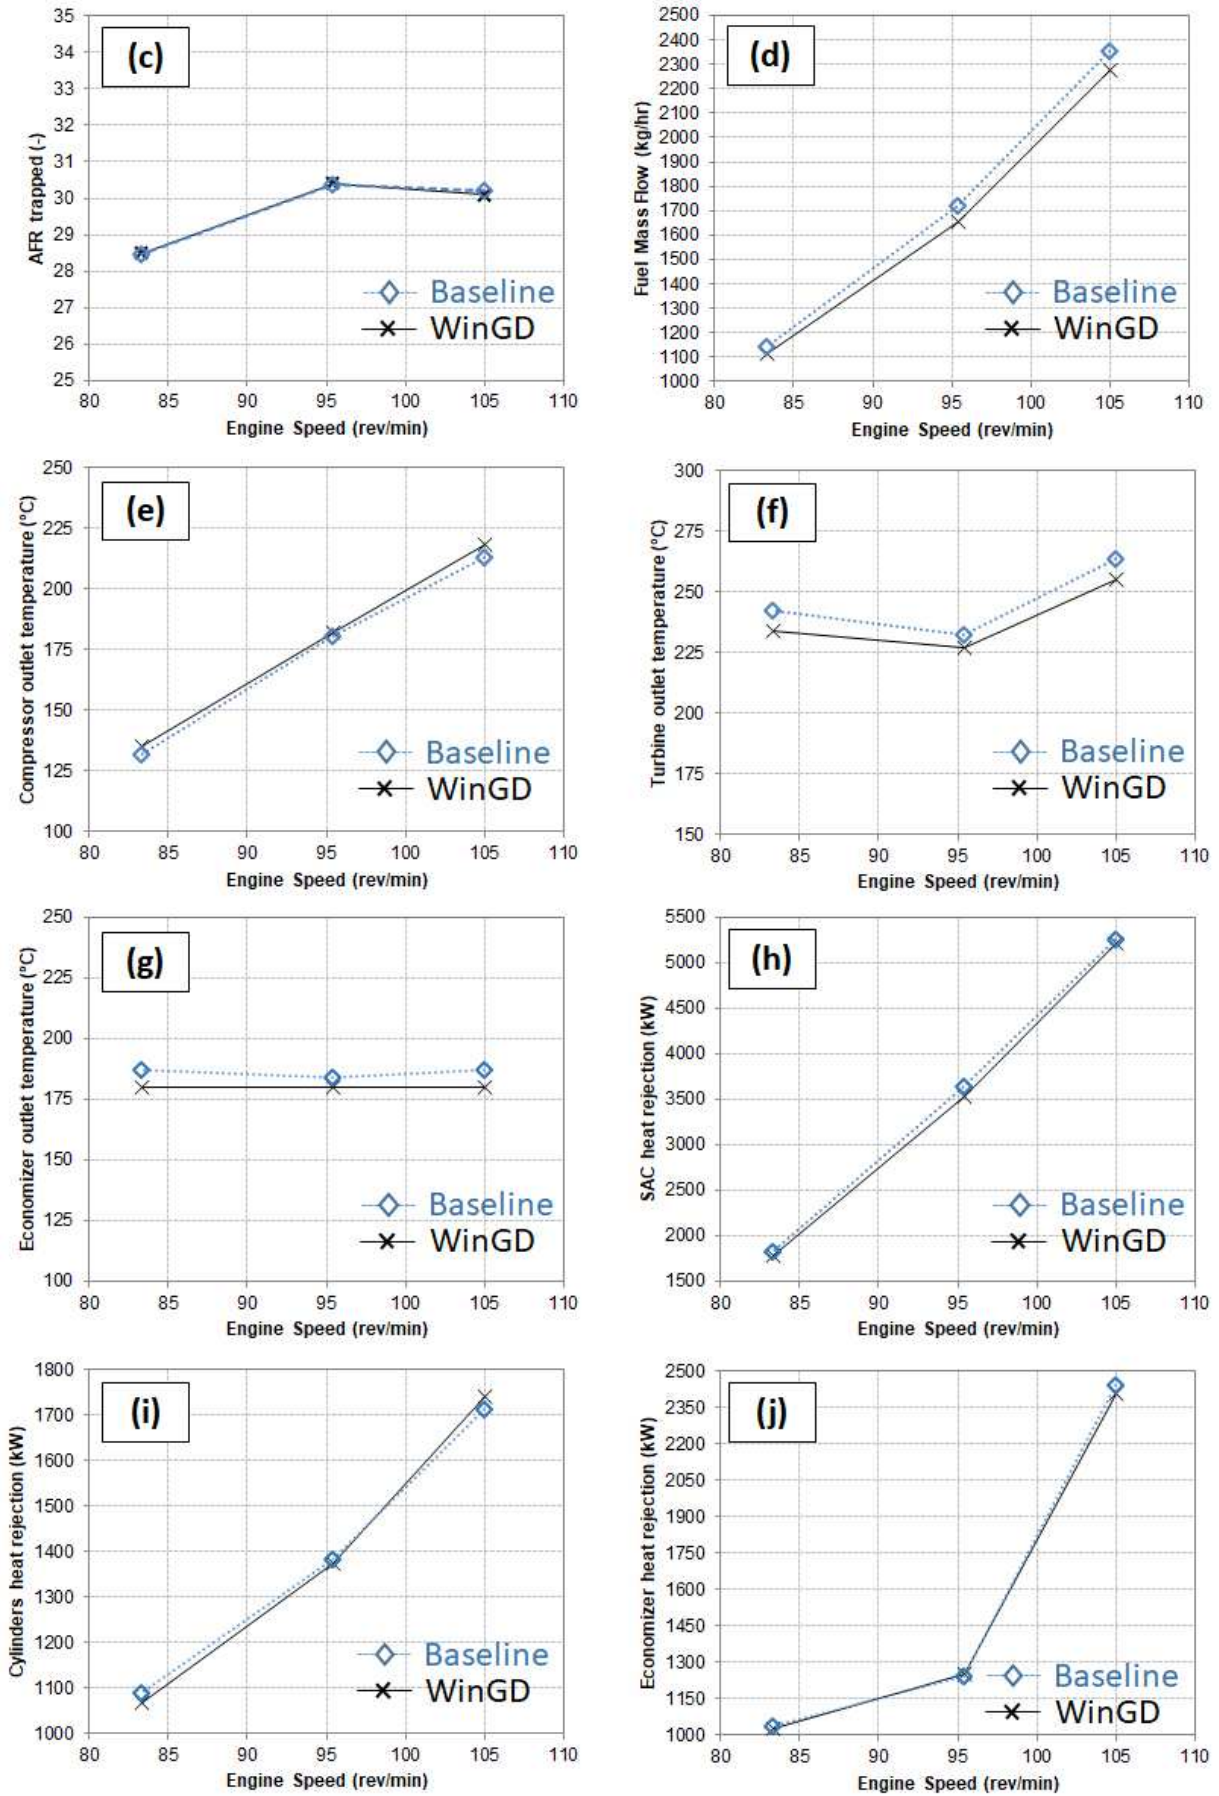 (c)
35
34
33
32
31
30
29
28
27
26
25
AFR trapped (-)
Baseline
WinGD
80 85 90 95 100 105 110
Engine Speed (rev/min)
(d)
2500
2400
2300
2200
2100
2000
1900
1800
1700
1600
1500
1400
1300
1200
1100
1000
Fuel Mass Flow (kg/hr)
Baseline
WinGD
80 85 90 95 100 105 110
Engine Speed (rev/min)
(e)
250
225
200
175
150
125
100
Compressor outlet temperature (°C)
Baseline
WinGD
80 85 90 95 100 105 110
Engine Speed (rev/min)
(f)
300
275
250
225
200
175
150
Turbine outlet temperature (°C)
Baseline
WinGD
80 85 90 95 100 105 110
Engine Speed (rev/min)
(g)
250
225
200
175
150
125
100
Economizer outlet temperature (°C)
Baseline
WinGD
80 85 90 95 100 105 110
Engine Speed (rev/min)
(h)
5500
5000
4500
4000
3500
3000
2500
2000
1500
SAC heat rejection (kW)
Baseline
WinGD
80 85 90 95 100 105 110
Engine Speed (rev/min)
(i)
1800
1700
1600
1500
1400
1300
1200
1100
1000
Cylinders heat rejection (kW)
Baseline
WinGD
80 85 90 95 100 105 110
Engine Speed (rev/min)
(j)
2500
2350
2200
2050
1900
1750
1600
1450
1300
1150
1000
Economizer heat rejection (kW)
Baseline
WinGD
80 85 90 95 100 105 110
Engine Speed (rev/min)